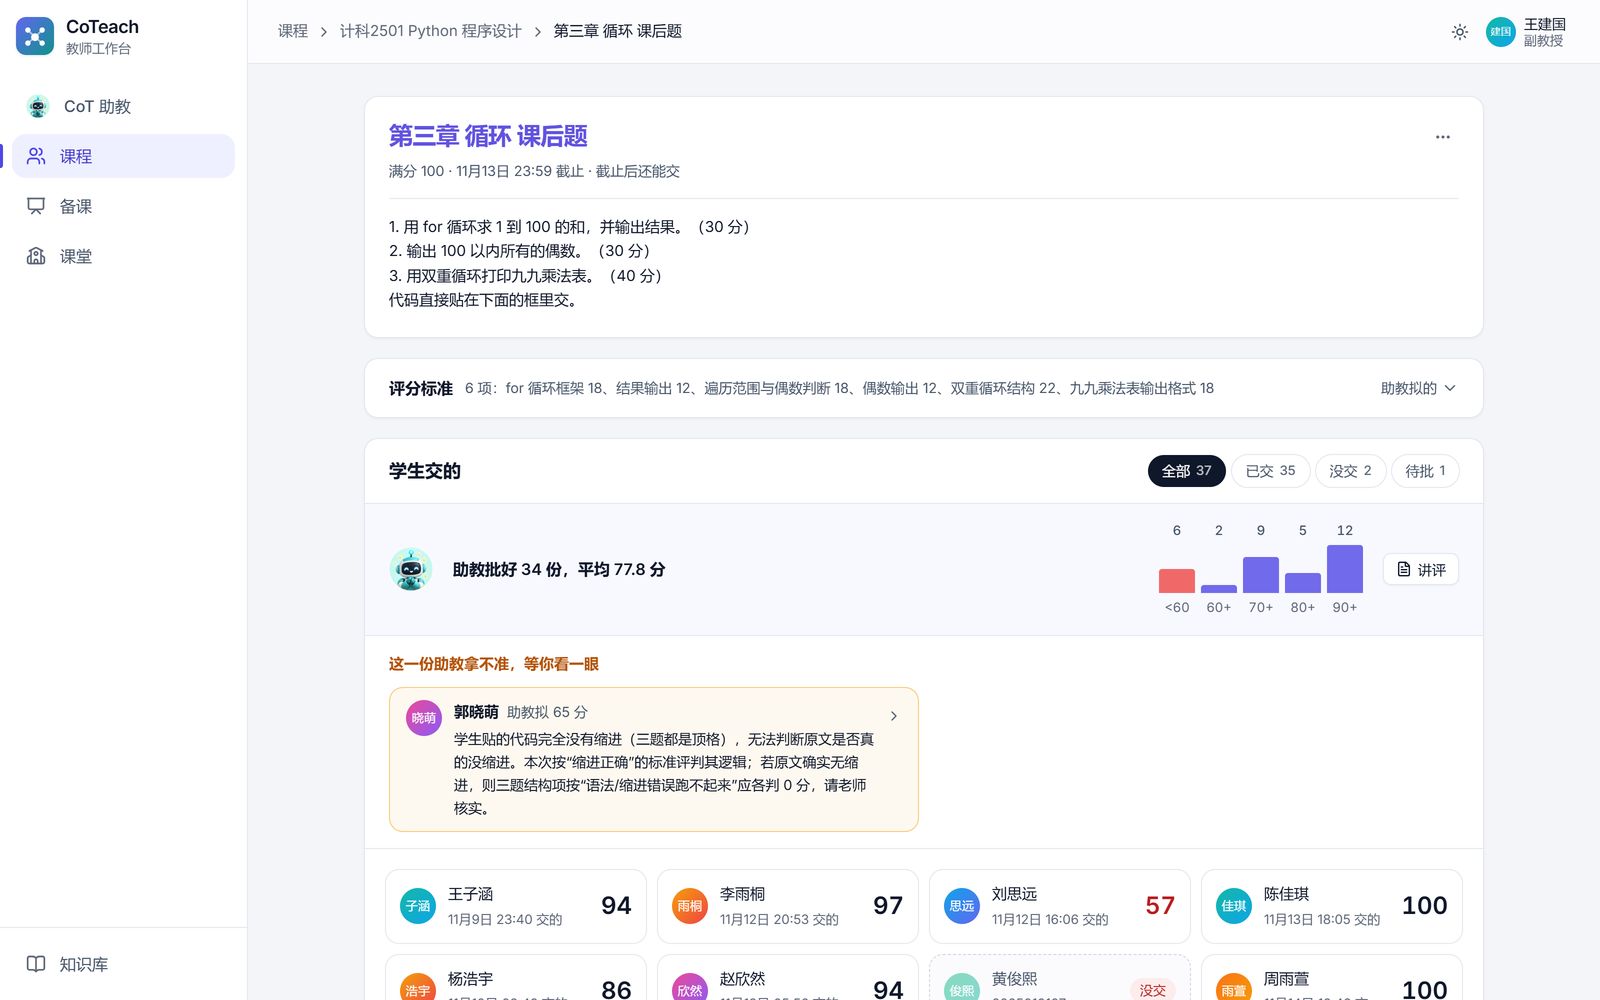 CoTeach
教师工作台
CoT 助教
课程
备课
课堂
知识库
课程 > 计科2501 Python 程序设计 > 第三章 循环 课后题
建国
王建国
副教授
第三章 循环 课后题
满分 100 · 11月13日 23:59 截止 · 截止后还能交
1. 用 for 循环求 1 到 100 的和，并输出结果。（30 分）
2. 输出 100 以内所有的偶数。（30 分）
3. 用双重循环打印九九乘法表。（40 分）
代码直接贴在下面的框里交。
评分标准 6 项：for 循环框架 18、结果输出 12、遍历范围与偶数判断 18、偶数输出 12、双重循环结构 22、九九乘法表输出格式 18
助教拟的
学生交的
全部 37
已交 35
没交 2
待批 1
助教批好 34 份，平均 77.8 分
6 2 9 5 12
<60 60+ 70+ 80+ 90+
讲评
这一份助教拿不准，等你看一眼
晓萌
郭晓萌 助教拟 65 分
学生贴的代码完全没有缩进（三题都是顶格），无法判断原文是否真
的没缩进。本次按“缩进正确”的标准评判其逻辑；若原文确实无缩
进，则三题结构项按“语法/缩进错误跑不起来”应各判 0 分，请老师
核实。
子涵
王子涵
11月9日 23:40 交的
94
雨桐
李雨桐
11月12日 20:53 交的
97
思远
刘思远
11月12日 16:06 交的
57
佳琪
陈佳琪
11月13日 18:05 交的
100
浩宇
杨浩宇
86
欣然
赵欣然
94
俊熙
黄俊熙
没交
雨萱
周雨萱
100